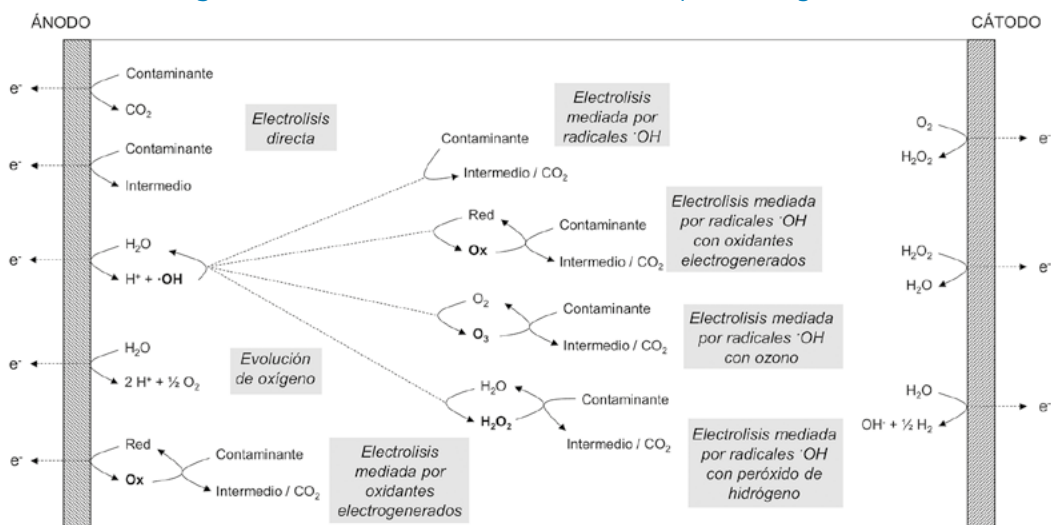 ÁNODO
CÁTODO
e-
Contaminante
CO2
Electrolisis
directa
e-
Contaminante
Intermedio
e-
H2O
H+ + ·OH
e-
H2O
2 H+ + ½ O2
Evolución
de oxígeno
e-
Red
Ox
Contaminante
Intermedio / CO2
Electrolisis
mediada por
oxidantes
electrogenerados
Contaminante
Intermedio / CO2
Electrolisis
mediada por
radicales ·OH
Red
Ox
Contaminante
Intermedio / CO2
Electrolisis mediada
por radicales ·OH
con oxidantes
electrogenerados
O2
O3
Contaminante
Intermedio / CO2
Electrolisis mediada
por radicales ·OH
con ozono
H2O
H2O2
Contaminante
Intermedio / CO2
Electrolisis mediada
por radicales ·OH
con peróxido de
hidrógeno
O2
H2O2
e-
H2O2
H2O
e-
H2O
OH- + ½ H2
e-